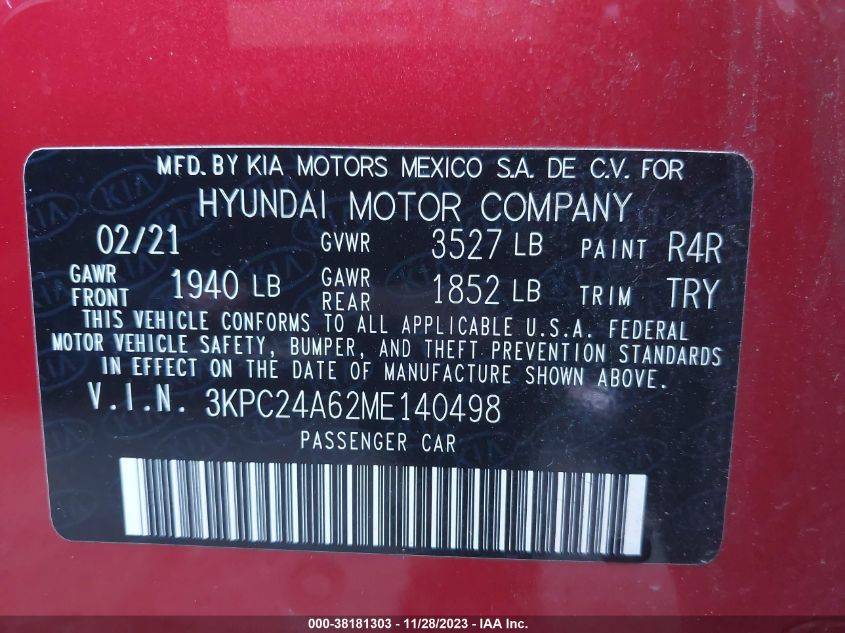 MFD. BY KIA MOTORS MEXICO S.A. DE C.V. FOR
HYUNDAI MOTOR COMPANY
02/21 GVWR 3527 LB PAINT R4R
GAWR FRONT 1940 LB GAWR REAR 1852 LB TRIM TRY
THIS VEHICLE CONFORMS TO ALL APPLICABLE U.S.A. FEDERAL
MOTOR VEHICLE SAFETY, BUMPER, AND THEFT PREVENTION STANDARDS
IN EFFECT ON THE DATE OF MANUFACTURE SHOWN ABOVE.
V.I.N. 3KPC24A62ME140498
PASSENGER CAR
000-38181303 - 11/28/2023 - IAA Inc.